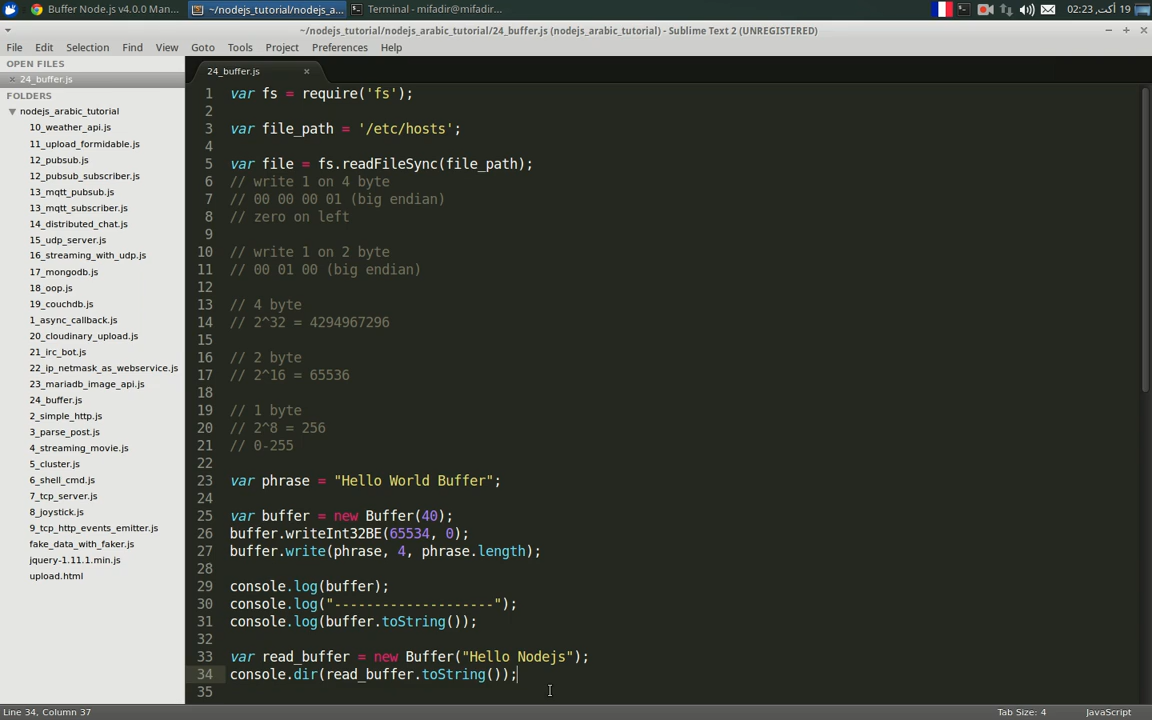 Buffer Node.js v4.0.0 Man...
~/nodejs_tutorial/nodejs_a...
Terminal - mifadir@mifadir...
19 أكت, 02:23
~/nodejs_tutorial/nodejs_arabic_tutorial/24_buffer.js (nodejs_arabic_tutorial) - Sublime Text 2 (UNREGISTERED)
File Edit Selection Find View Goto Tools Project Preferences Help
OPEN FILES
24_buffer.js
FOLDERS
nodejs_arabic_tutorial
10_weather_api.js
11_upload_formidable.js
12_pubsub.js
12_pubsub_subscriber.js
13_mqtt_pubsub.js
13_mqtt_subscriber.js
14_distributed_chat.js
15_udp_server.js
16_streaming_with_udp.js
17_mongodb.js
18_oop.js
19_couchdb.js
1_async_callback.js
20_cloudinary_upload.js
21_irc_bot.js
22_ip_netmask_as_webservice.js
23_mariadb_image_api.js
24_buffer.js
2_simple_http.js
3_parse_post.js
4_streaming_movie.js
5_cluster.js
6_shell_cmd.js
7_tcp_server.js
8_joystick.js
9_tcp_http_events_emitter.js
fake_data_with_faker.js
jquery-1.11.1.min.js
upload.html
24_buffer.js
1 var fs = require('fs');
2
3 var file_path = '/etc/hosts';
4
5 var file = fs.readFileSync(file_path);
6 // write 1 on 4 byte
7 // 00 00 00 01 (big endian)
8 // zero on left
9
10 // write 1 on 2 byte
11 // 00 01 00 (big endian)
12
13 // 4 byte
14 // 2^32 = 4294967296
15
16 // 2 byte
17 // 2^16 = 65536
18
19 // 1 byte
20 // 2^8 = 256
21 // 0-255
22
23 var phrase = "Hello World Buffer";
24
25 var buffer = new Buffer(40);
26 buffer.writeInt32BE(65534, 0);
27 buffer.write(phrase, 4, phrase.length);
28
29 console.log(buffer);
30 console.log("--------------------");
31 console.log(buffer.toString());
32
33 var read_buffer = new Buffer("Hello Nodejs");
34 console.dir(read_buffer.toString());
35
Line 34, Column 37
Tab Size: 4
JavaScript